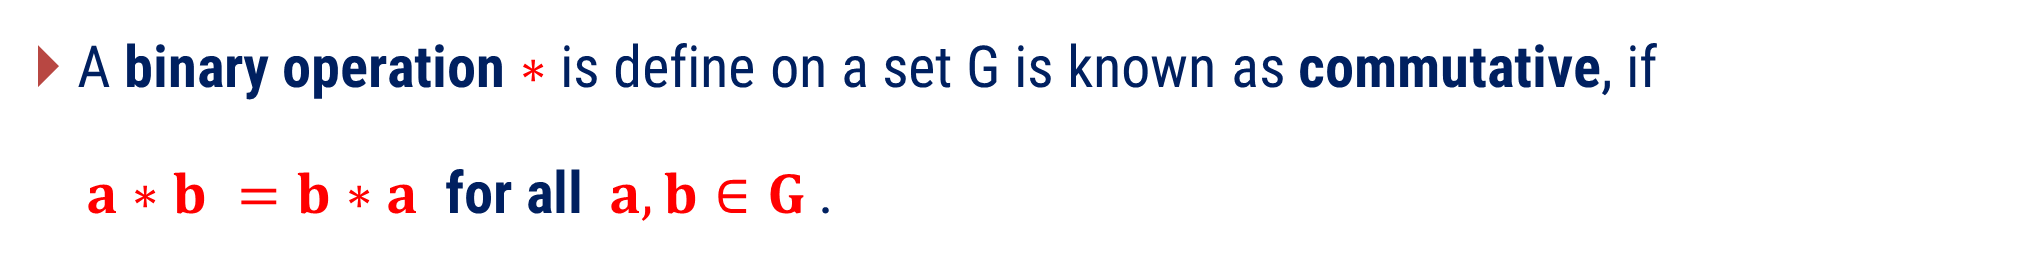 A binary operation ∗ is define on a set G is known as commutative, if
a ∗ b = b ∗ a for all a, b ∈ G .